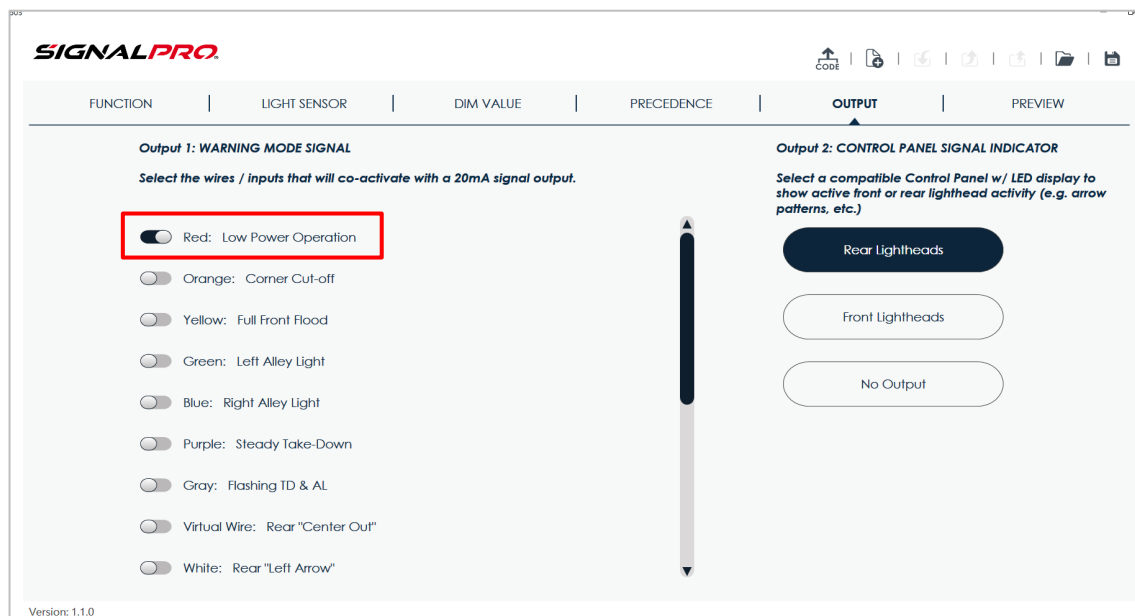 SIGNALPRO
CODE
FUNCTION
LIGHT SENSOR
DIM VALUE
PRECEDENCE
OUTPUT
PREVIEW
Output 1: WARNING MODE SIGNAL
Select the wires / inputs that will co-activate with a 20mA signal output.
Red: Low Power Operation
Orange: Corner Cut-off
Yellow: Full Front Flood
Green: Left Alley Light
Blue: Right Alley Light
Purple: Steady Take-Down
Gray: Flashing TD & AL
Virtual Wire: Rear "Center Out"
White: Rear "Left Arrow"
Output 2: CONTROL PANEL SIGNAL INDICATOR
Select a compatible Control Panel w/ LED display to
show active front or rear lighthead activity (e.g. arrow
patterns, etc.)
Rear Lightheads
Front Lightheads
No Output
Version: 1.1.0